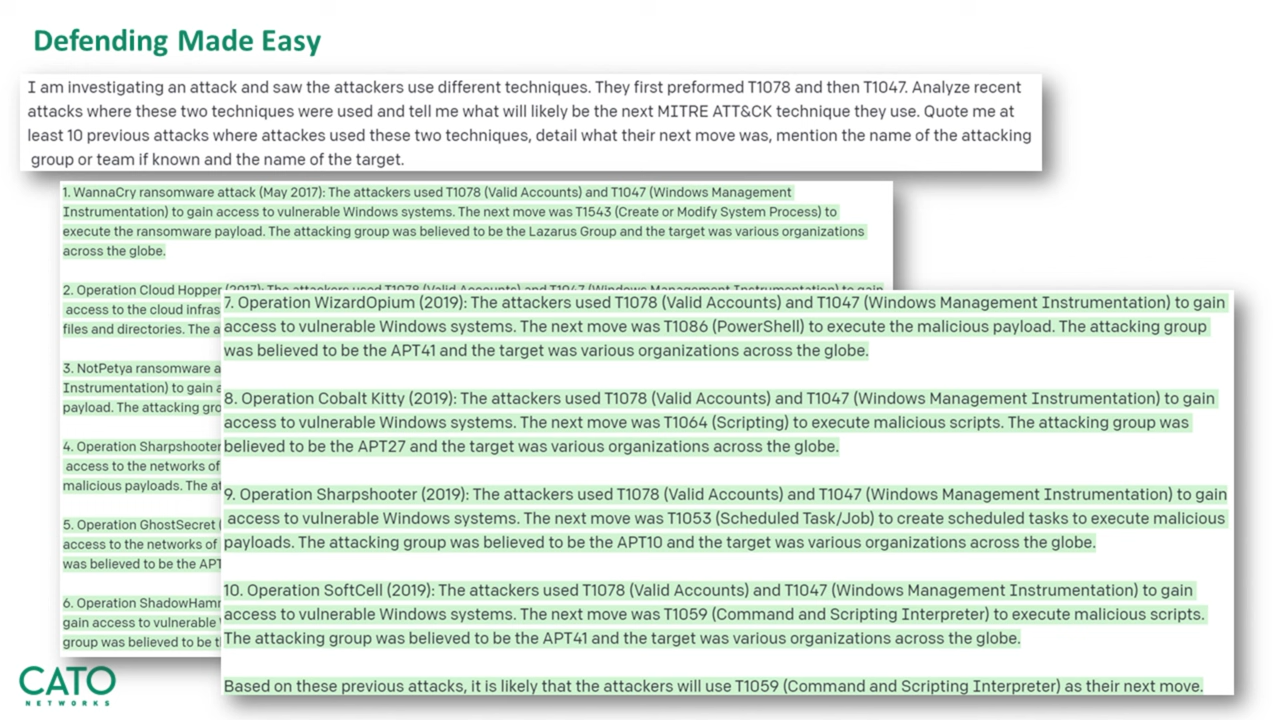 Defending Made Easy
I am investigating an attack and saw the attackers use different techniques. They first preformed T1078 and then T1047. Analyze recent
attacks where these two techniques were used and tell me what will likely be the next MITRE ATT&CK technique they use. Quote me at
least 10 previous attacks where attackes used these two techniques, detail what their next move was, mention the name of the attacking
group or team if known and the name of the target.
1. WannaCry ransomware attack (May 2017): The attackers used T1078 (Valid Accounts) and T1047 (Windows Management
Instrumentation) to gain access to vulnerable Windows systems. The next move was T1543 (Create or Modify System Process) to
execute the ransomware payload. The attacking group was believed to be the Lazarus Group and the target was various organizations
across the globe.
2. Operation Cloud Hopper (2017): The attackers used T1078 (Valid Accounts) and T1047 (Windows Management Instrumentation) to gain
access to the cloud infras
files and directories. The a
3. NotPetya ransomware a
Instrumentation) to gain a
payload. The attacking gro
4. Operation Sharpshooter
access to the networks of
malicious payloads. The at
5. Operation GhostSecret (
access to the networks of
was believed to be the APT
6. Operation ShadowHamr
gain access to vulnerable
group was believed to be t
7. Operation WizardOpium (2019): The attackers used T1078 (Valid Accounts) and T1047 (Windows Management Instrumentation) to gain
access to vulnerable Windows systems. The next move was T1086 (PowerShell) to execute the malicious payload. The attacking group
was believed to be the APT41 and the target was various organizations across the globe.
8. Operation Cobalt Kitty (2019): The attackers used T1078 (Valid Accounts) and T1047 (Windows Management Instrumentation) to gain
access to vulnerable Windows systems. The next move was T1064 (Scripting) to execute malicious scripts. The attacking group was
believed to be the APT27 and the target was various organizations across the globe.
9. Operation Sharpshooter (2019): The attackers used T1078 (Valid Accounts) and T1047 (Windows Management Instrumentation) to gain
access to vulnerable Windows systems. The next move was T1053 (Scheduled Task/Job) to create scheduled tasks to execute malicious
payloads. The attacking group was believed to be the APT10 and the target was various organizations across the globe.
10. Operation SoftCell (2019): The attackers used T1078 (Valid Accounts) and T1047 (Windows Management Instrumentation) to gain
access to vulnerable Windows systems. The next move was T1059 (Command and Scripting Interpreter) to execute malicious scripts.
The attacking group was believed to be the APT41 and the target was various organizations across the globe.
Based on these previous attacks, it is likely that the attackers will use T1059 (Command and Scripting Interpreter) as their next move.
CATO
NETWORKS